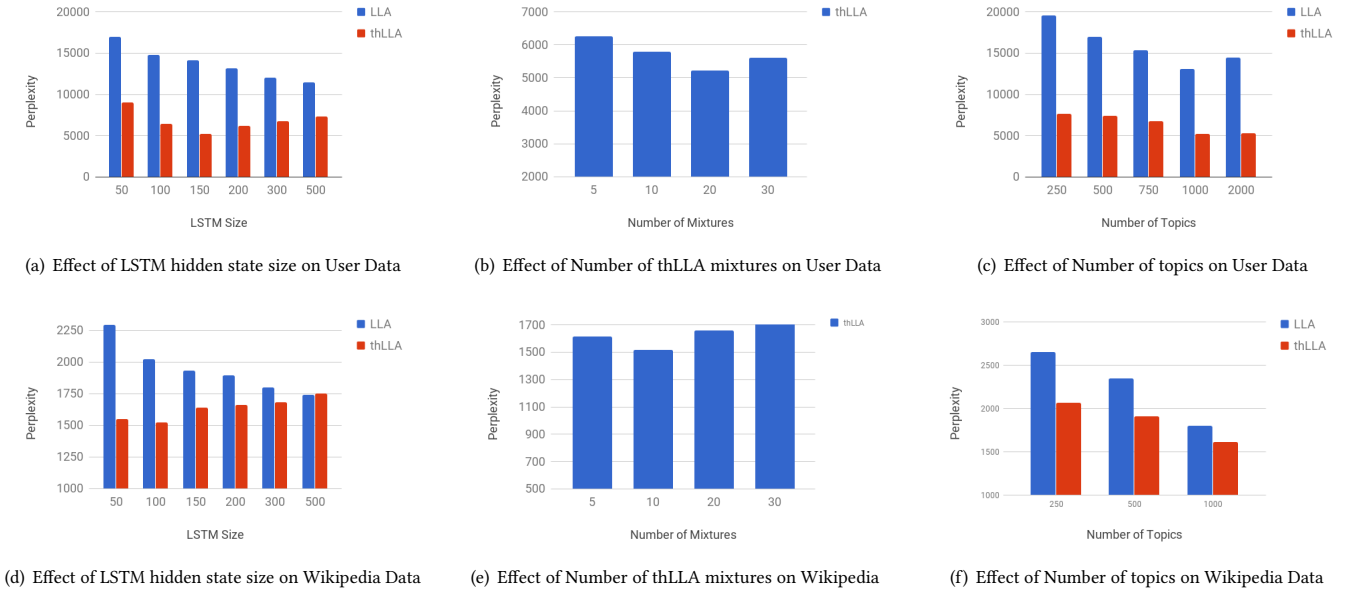 20000
15000
10000
5000
0
Perplexity
50 100 150 200 300 500
LSTM Size
LLA
thLLA
(a) Effect of LSTM hidden state size on User Data
7000
6000
5000
4000
3000
2000
Perplexity
5 10 20 30
Number of Mixtures
thLLA
(b) Effect of Number of thLLA mixtures on User Data
20000
15000
10000
5000
0
Perplexity
250 500 750 1000 2000
Number of Topics
LLA
thLLA
(c) Effect of Number of topics on User Data
2250
2000
1750
1500
1250
1000
Perplexity
50 100 150 200 300 500
LSTM Size
LLA
thLLA
(d) Effect of LSTM hidden state size on Wikipedia Data
1700
1500
1300
1100
900
700
500
Perplexity
5 10 20 30
Number of Mixtures
thLLA
(e) Effect of Number of thLLA mixtures on Wikipedia
3000
2500
2000
1500
1000
Perplexity
250 500 1000
Number of Topics
LLA
thLLA
(f) Effect of Number of topics on Wikipedia Data